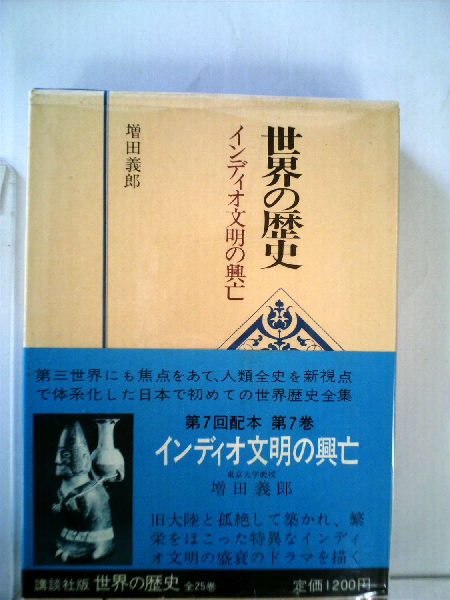 世界の歴史
インディオ文明の興亡
増田義郎
第三世界にも焦点をあて、人類全史を新視点
で体系化した日本で初めての世界歴史全集
第7回配本 第7巻
インディオ文明の興亡
東京大学教授
増田義郎
旧大陸と孤絶して築かれ、繁
栄をほこった特異なインディ
オ文明の盛衰のドラマを描く
講談社版 世界の歴史 全25巻
定価1200円